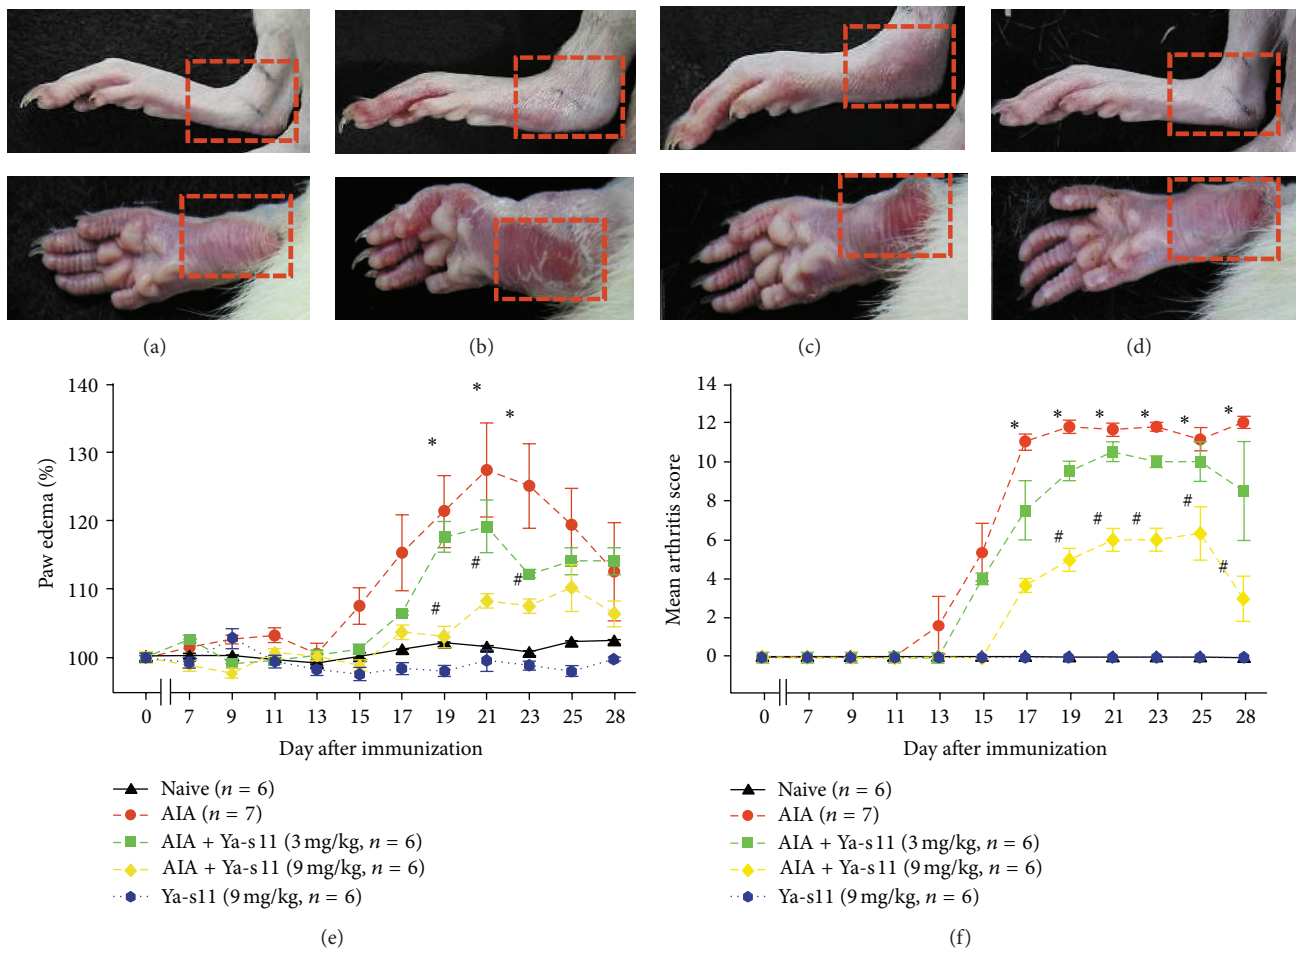 (a)
(b)
(c)
(d)
140
130
120
110
100
Paw edema (%)
* * * *
# # #
0 7 9 11 13 15 17 19 21 23 25 28
Day after immunization
Naive (n = 6)
AIA (n = 7)
AIA + Ya-s11 (3 mg/kg, n = 6)
AIA + Ya-s11 (9 mg/kg, n = 6)
Ya-s11 (9 mg/kg, n = 6)
(e)
14
12
10
8
6
4
2
0
Mean arthritis score
* * * * * *
# # # # #
0 7 9 11 13 15 17 19 21 23 25 28
Day after immunization
Naive (n = 6)
AIA (n = 7)
AIA + Ya-s11 (3 mg/kg, n = 6)
AIA + Ya-s11 (9 mg/kg, n = 6)
Ya-s11 (9 mg/kg, n = 6)
(f)